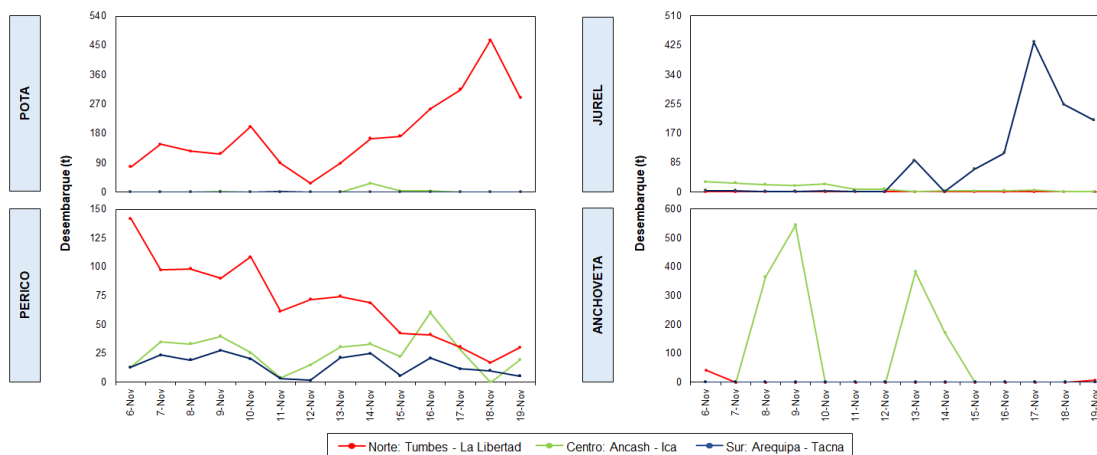 POTA
Desembarque (t)
540
450
360
270
180
90
0
JUREL
Desembarque (t)
510
425
340
255
170
85
0
PERICO
150
125
100
75
50
25
0
6-Nov
7-Nov
8-Nov
9-Nov
10-Nov
11-Nov
12-Nov
13-Nov
14-Nov
15-Nov
16-Nov
17-Nov
18-Nov
19-Nov
ANCHOVETA
600
500
400
300
200
100
0
6-Nov
7-Nov
8-Nov
9-Nov
10-Nov
11-Nov
12-Nov
13-Nov
14-Nov
15-Nov
16-Nov
17-Nov
18-Nov
19-Nov
Norte: Tumbes - La Libertad
Centro: Ancash - Ica
Sur: Arequipa - Tacna